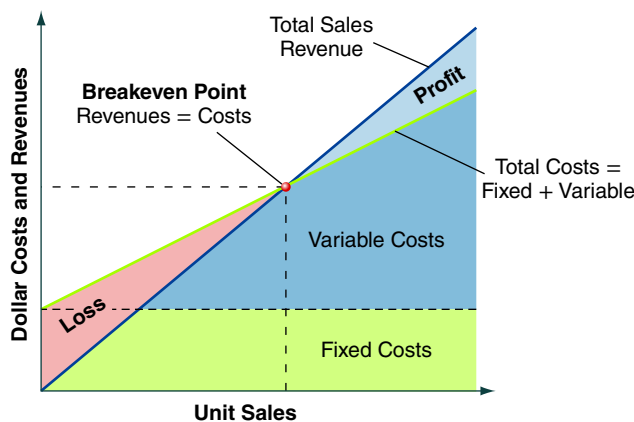 Total Sales
Revenue
Profit
Breakeven Point
Revenues = Costs
Total Costs =
Fixed + Variable
Dollar Costs and Revenues
Variable Costs
Loss
Fixed Costs
Unit Sales